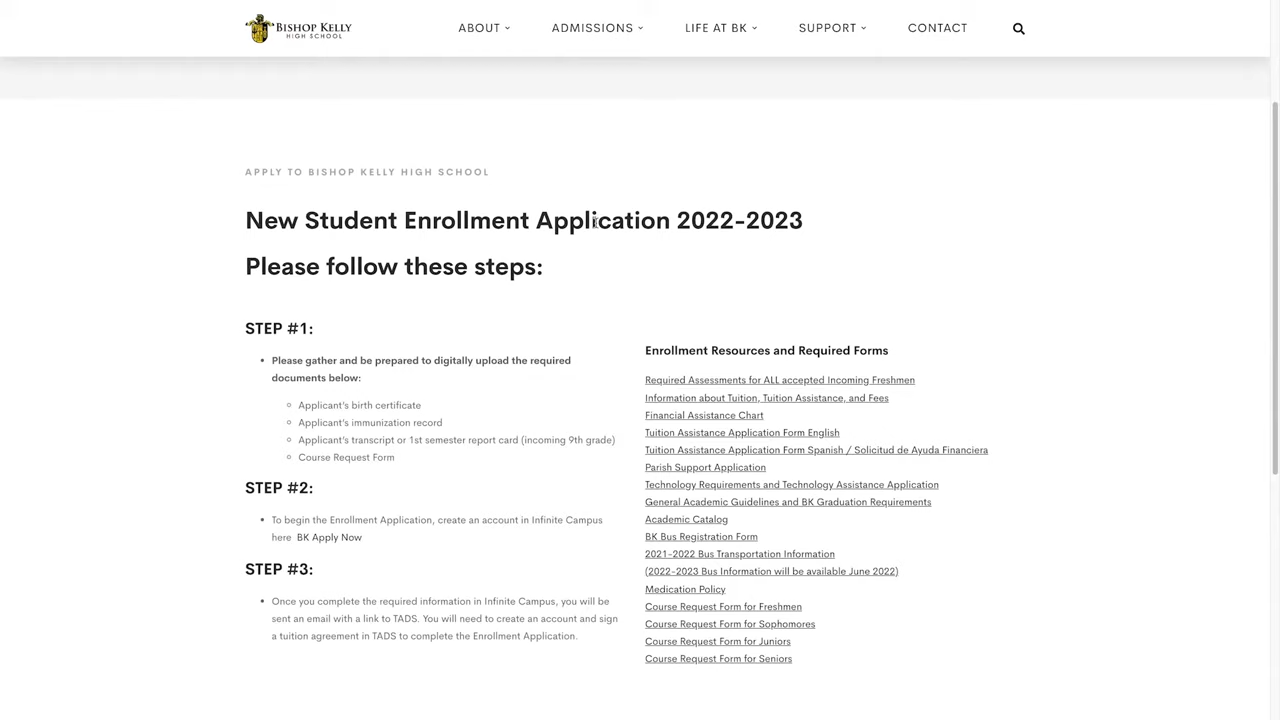 BISHOP KELLY
HIGH SCHOOL
ABOUT
ADMISSIONS
LIFE AT BK
SUPPORT
CONTACT
APPLY TO BISHOP KELLY HIGH SCHOOL
New Student Enrollment Application 2022-2023
Please follow these steps:
STEP #1:
Please gather and be prepared to digitally upload the required
documents below:
Applicant's birth certificate
Applicant's immunization record
Applicant's transcript or 1st semester report card (incoming 9th grade)
Course Request Form
STEP #2:
To begin the Enrollment Application, create an account in Infinite Campus
here BK Apply Now
STEP #3:
Once you complete the required information in Infinite Campus, you will be
sent an email with a link to TADS. You will need to create an account and sign
a tuition agreement in TADS to complete the Enrollment Application.
Enrollment Resources and Required Forms
Required Assessments for ALL accepted Incoming Freshmen
Information about Tuition, Tuition Assistance, and Fees
Financial Assistance Chart
Tuition Assistance Application Form English
Tuition Assistance Application Form Spanish / Solicitud de Ayuda Financiera
Parish Support Application
Technology Requirements and Technology Assistance Application
General Academic Guidelines and BK Graduation Requirements
Academic Catalog
BK Bus Registration Form
2021-2022 Bus Transportation Information
(2022-2023 Bus Information will be available June 2022)
Medication Policy
Course Request Form for Freshmen
Course Request Form for Sophomores
Course Request Form for Juniors
Course Request Form for Seniors